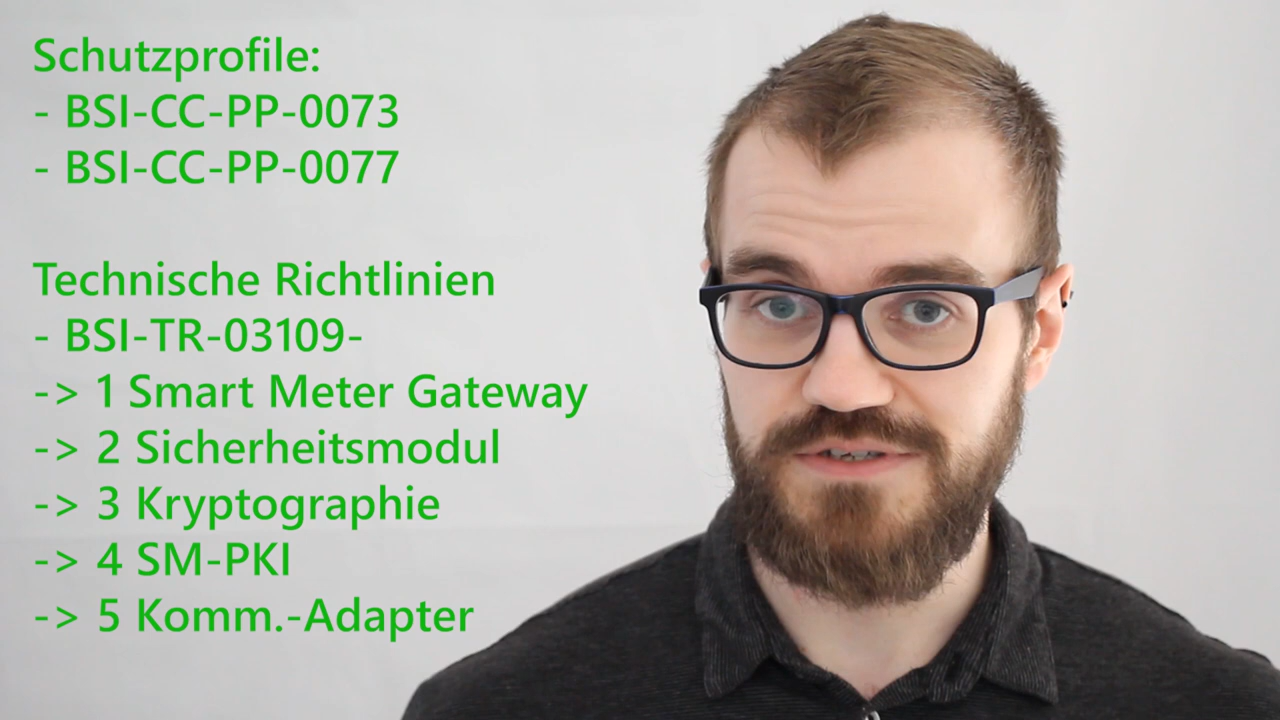 Schutzprofile:
- BSI-CC-PP-0073
- BSI-CC-PP-0077
Technische Richtlinien
- BSI-TR-03109-
-> 1 Smart Meter Gateway
-> 2 Sicherheitsmodul
-> 3 Kryptographie
-> 4 SM-PKI
-> 5 Komm.-Adapter